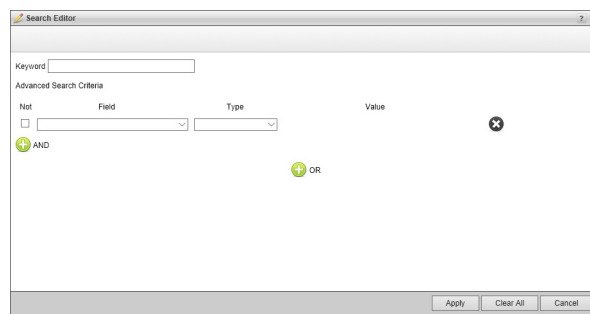 Search Editor ?
Keyword
Advanced Search Criteria
Not Field Type Value
AND
OR
Apply Clear All Cancel